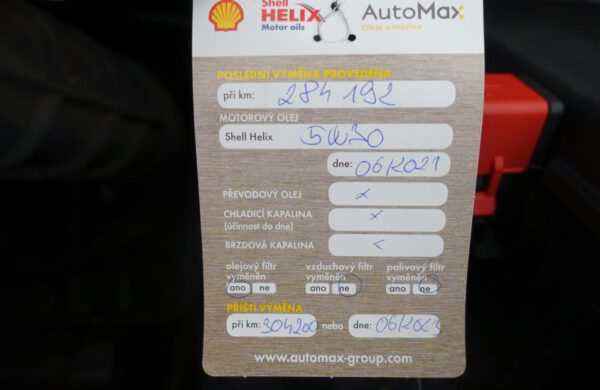 Shell
HELIX
Motor oils
AutoMax
Oleje a maziva
POSLEDNÍ VÝMĚNA PROVEDENA
při km: 284 192
MOTOROVÝ OLEJ
Shell Helix 5W30
dne: 06/2021
PŘEVODOVÝ OLEJ x
CHLADICÍ KAPALINA x
(účinnost do dne)
BRZDOVÁ KAPALINA x
olejový filtr vzduchový filtr palivový filtr
vyměněn vyměněn vyměněn
ano ne ano ne ano ne
PŘÍŠTÍ VÝMĚNA
při km: 304200 nebo dne: 06/2023
www.automax-group.com